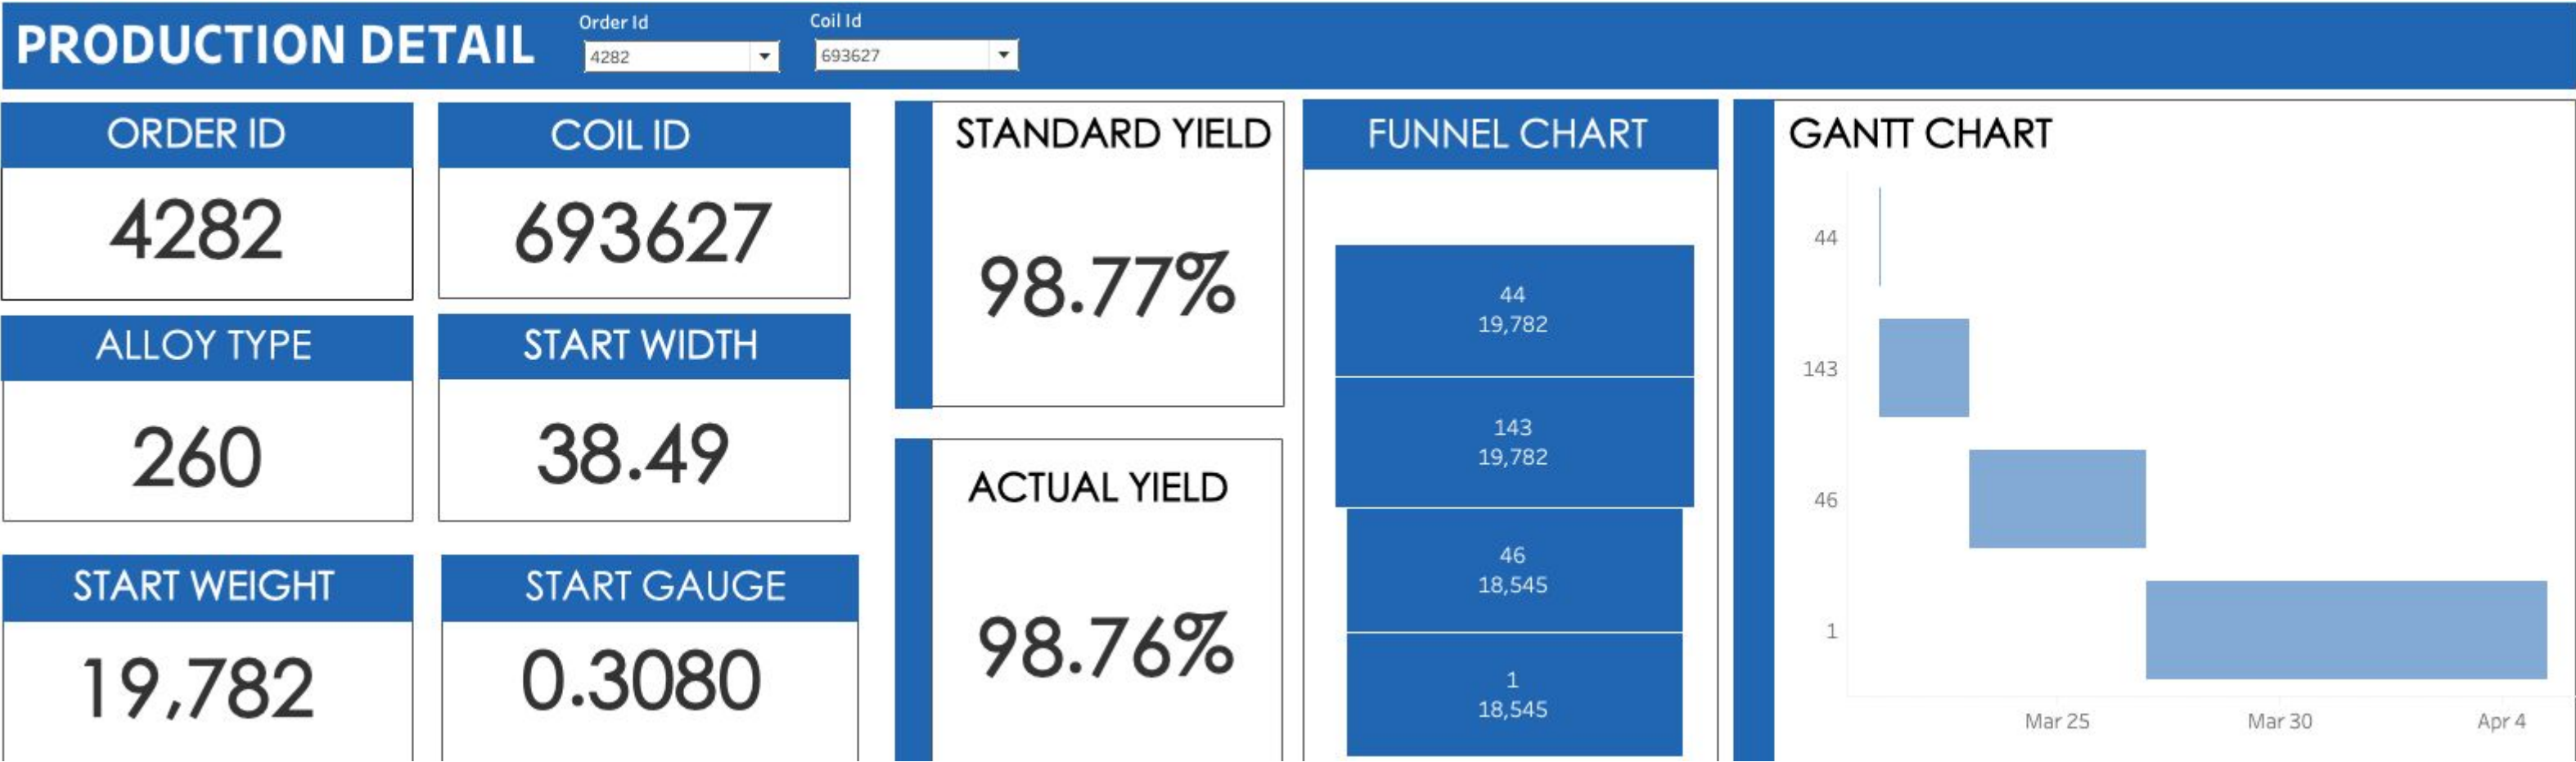 PRODUCTION DETAIL
Order Id
4282
Coil Id
693627
ORDER ID
4282
COIL ID
693627
ALLOY TYPE
260
START WIDTH
38.49
START WEIGHT
19,782
START GAUGE
0.3080
STANDARD YIELD
98.77%
ACTUAL YIELD
98.76%
FUNNEL CHART
44
19,782
143
19,782
46
18,545
1
18,545
GANTT CHART
44
143
46
1
Mar 25
Mar 30
Apr 4